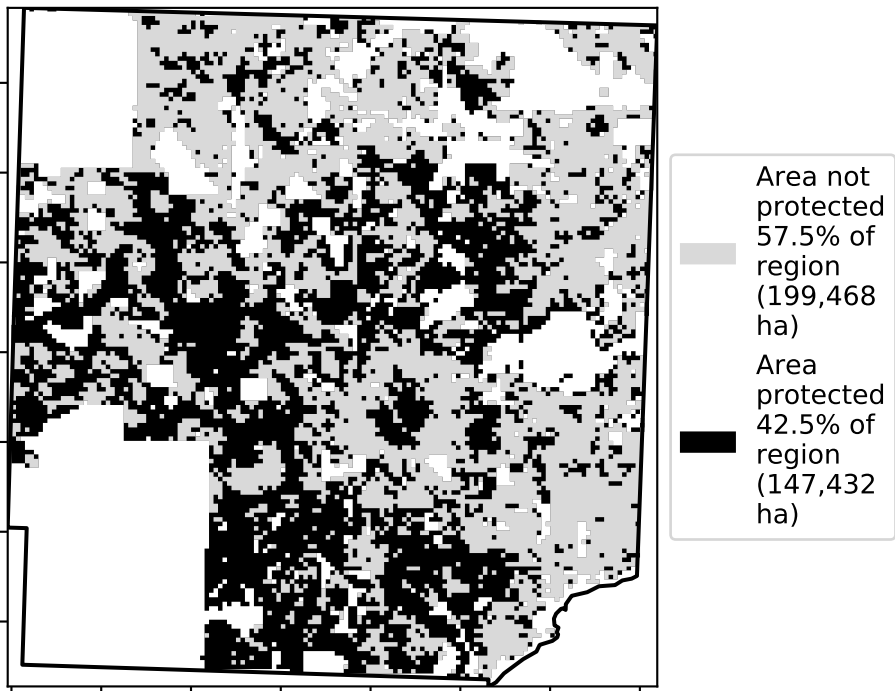 Area not
protected
57.5% of
region
(199,468
ha)
Area
protected
42.5% of
region
(147,432
ha)